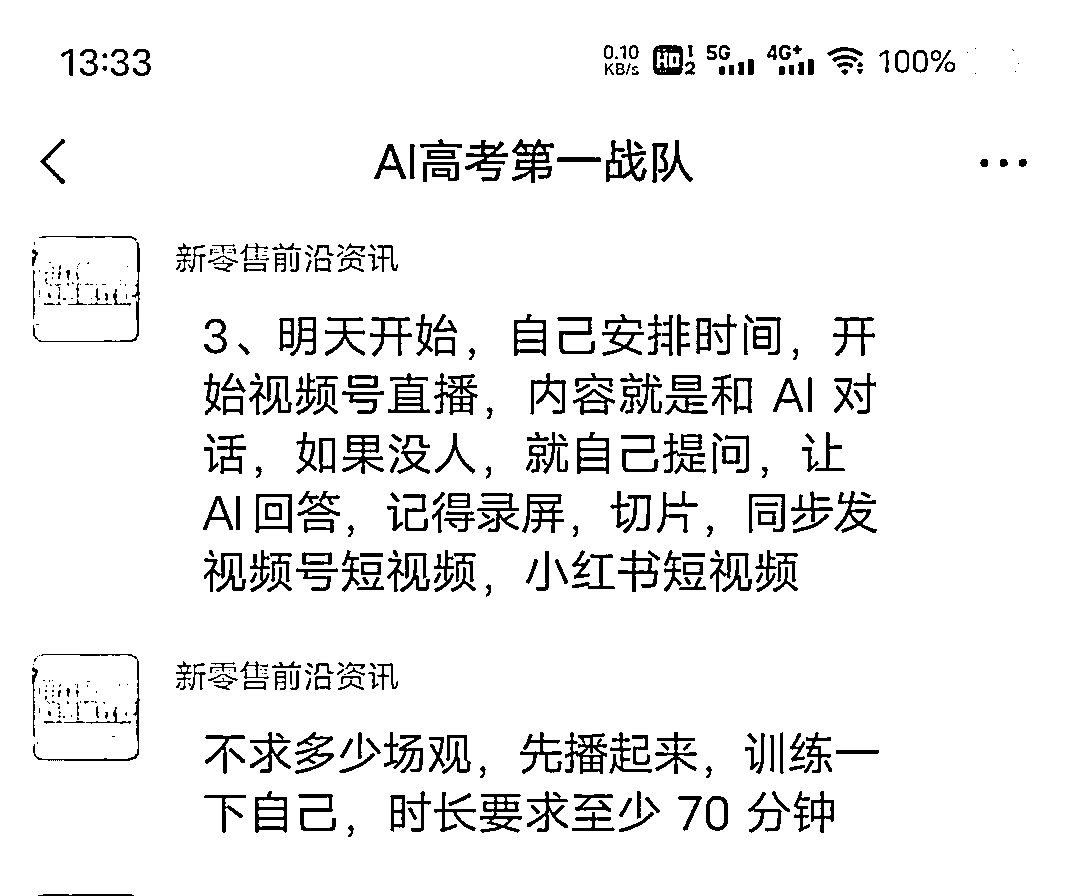 13:33
0.10 KB/s HD 1 2 5G 4G+ 100%
AI高考第一战队
新零售前沿资讯
3、明天开始，自己安排时间，开
始视频号直播，内容就是和 AI 对
话，如果没人，就自己提问，让
AI 回答，记得录屏，切片，同步发
视频号短视频，小红书短视频
新零售前沿资讯
不求多少场观，先播起来，训练一
下自己，时长要求至少 70 分钟